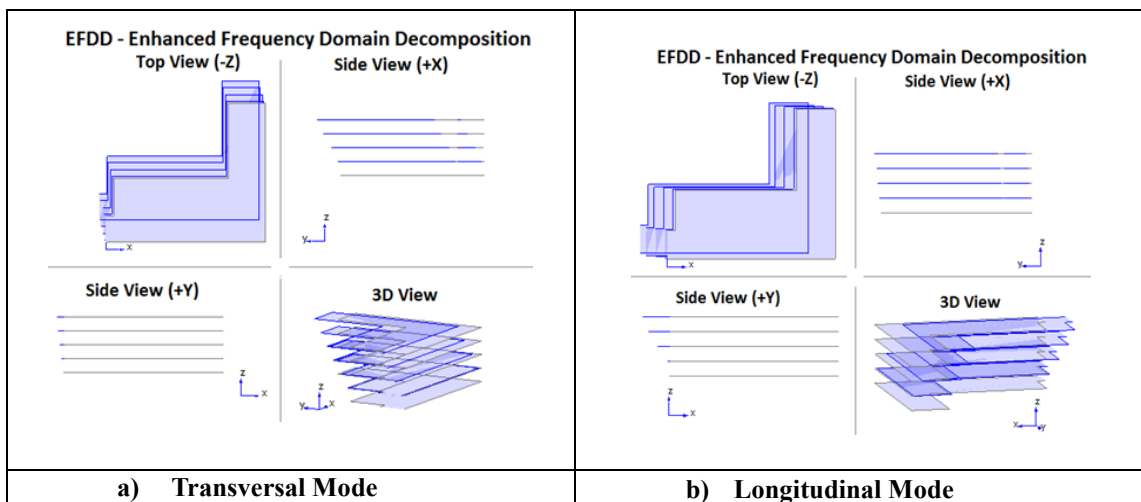 EFDD - Enhanced Frequency Domain Decomposition
Top View (-Z)
Side View (+X)
x
z
y
Side View (+Y)
3D View
z
x
z
y
x
a) Transversal Mode
EFDD - Enhanced Frequency Domain Decomposition
Top View (-Z)
Side View (+X)
x
z
y
Side View (+Y)
3D View
z
x
z
x
y
b) Longitudinal Mode